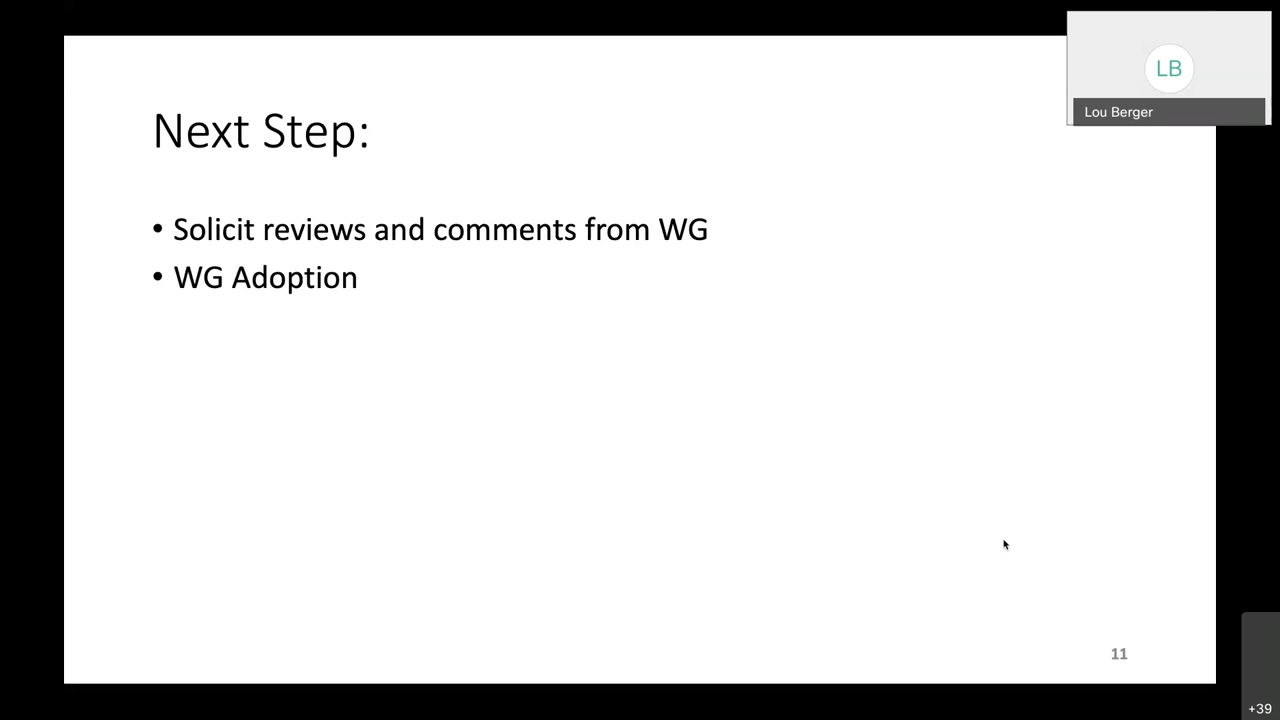 LB
Lou Berger
Next Step:
• Solicit reviews and comments from WG
• WG Adoption
11
+39